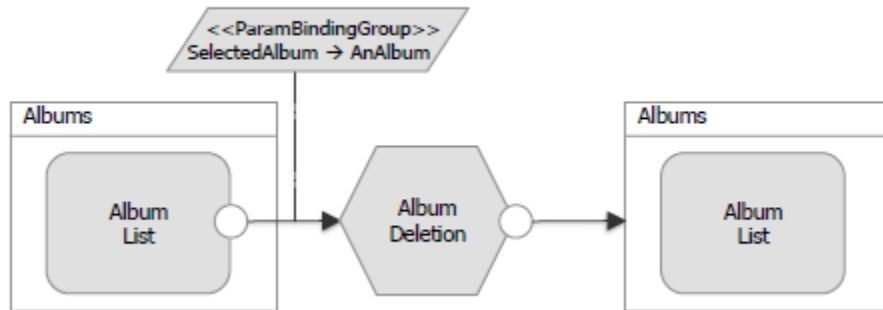 <<ParamBindingGroup>>
SelectedAlbum → AnAlbum
Albums
Album
List
Album
Deletion
Albums
Album
List